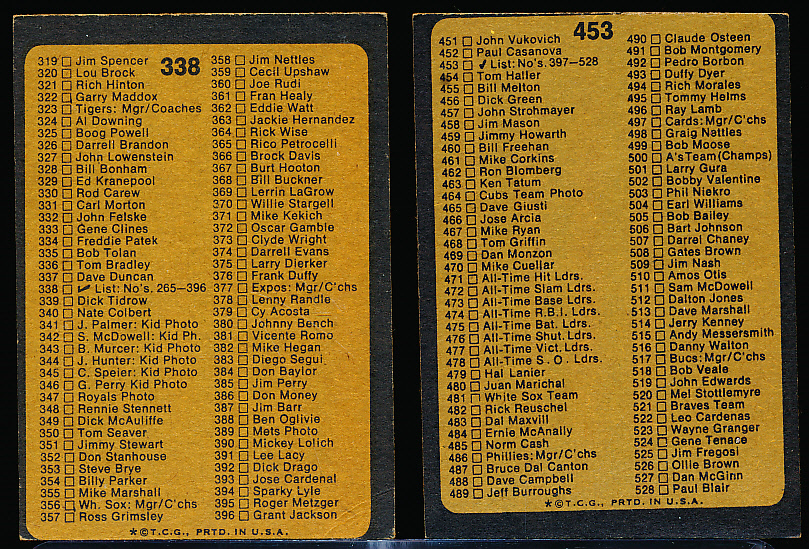 338
319 Jim Spencer
320 Lou Brock
321 Rich Hinton
322 Garry Maddox
323 Tigers: Mgr/Coaches
324 Al Downing
325 Boog Powell
326 Darrell Brandon
327 John Lowenstein
328 Bill Bonham
329 Ed Kranepool
330 Rod Carew
331 Carl Morton
332 John Felske
333 Gene Clines
334 Freddie Patek
335 Bob Tolan
336 Tom Bradley
337 Dave Duncan
338 ✓ List: No's. 265–396
339 Dick Tidrow
340 Nate Colbert
341 J. Palmer: Kid Photo
342 S. McDowell: Kid Ph.
343 B. Murcer: Kid Photo
344 J. Hunter: Kid Photo
345 C. Speier: Kid Photo
346 G. Perry Kid Photo
347 Royals Photo
348 Rennie Stennett
349 Dick McAuliffe
350 Tom Seaver
351 Jimmy Stewart
352 Don Stanhouse
353 Steve Brye
354 Billy Parker
355 Mike Marshall
356 Wh. Sox: Mgr/C'hs
357 Ross Grimsley
358 Jim Nettles
359 Cecil Upshaw
360 Joe Rudi
361 Fran Healy
362 Eddie Watt
363 Jackie Hernandez
364 Rick Wise
365 Rico Petrocelli
366 Brock Davis
367 Burt Hooton
368 Bill Buckner
369 Lerrin LaGrow
370 Willie Stargell
371 Mike Kekich
372 Oscar Gamble
373 Clyde Wright
374 Darrell Evans
375 Larry Dierker
376 Frank Duffy
377 Expos: Mgr/C'chs
378 Lenny Randle
379 Cy Acosta
380 Johnny Bench
381 Vicente Romo
382 Mike Hegan
383 Diego Segui
384 Don Baylor
385 Jim Perry
386 Don Money
387 Jim Barr
388 Ben Oglivie
389 Mets Photo
390 Mickey Lolich
391 Lee Lacy
392 Dick Drago
393 Jose Cardenal
394 Sparky Lyle
395 Roger Metzger
396 Grant Jackson
*©T.C.G., PRTD. IN U.S.A.
453
451 John Vukovich
452 Paul Casanova
453 ✓ List: No's. 397–528
454 Tom Haller
455 Bill Melton
456 Dick Green
457 John Strohmayer
458 Jim Mason
459 Jimmy Howarth
460 Bill Freehan
461 Mike Corkins
462 Ron Blomberg
463 Ken Tatum
464 Cubs Team Photo
465 Dave Giusti
466 Jose Arcia
467 Mike Ryan
468 Tom Griffin
469 Dan Monzon
470 Mike Cuellar
471 All-Time Hit Ldrs.
472 All-Time Slam Ldrs.
473 All-Time Base Ldrs.
474 All-Time R.B.I. Ldrs.
475 All-Time Bat. Ldrs.
476 All-Time Shut. Ldrs.
477 All-Time Vict. Ldrs.
478 All-Time S. O. Ldrs.
479 Hal Lanier
480 Juan Marichal
481 White Sox Team
482 Rick Reuschel
483 Dal Maxvill
484 Ernie McAnally
485 Norm Cash
486 Phillies: Mgr/C'chs
487 Bruce Dal Canton
488 Dave Campbell
489 Jeff Burroughs
490 Claude Osteen
491 Bob Montgomery
492 Pedro Borbon
493 Duffy Dyer
494 Rich Morales
495 Tommy Helms
496 Ray Lamb
497 Cards: Mgr/C'chs
498 Graig Nettles
499 Bob Moose
500 A's Team (Champs)
501 Larry Gura
502 Bobby Valentine
503 Phil Niekro
504 Earl Williams
505 Bob Bailey
506 Bart Johnson
507 Darrel Chaney
508 Gates Brown
509 Jim Nash
510 Amos Otis
511 Sam McDowell
512 Dalton Jones
513 Dave Marshall
514 Jerry Kenney
515 Andy Messersmith
516 Danny Walton
517 Bucs: Mgr/C'chs
518 Bob Veale
519 John Edwards
520 Mel Stottlemyre
521 Braves Team
522 Leo Cardenas
523 Wayne Granger
524 Gene Tenace
525 Jim Fregosi
526 Ollie Brown
527 Dan McGinn
528 Paul Blair
*©T.C.G., PRTD. IN U.S.A.